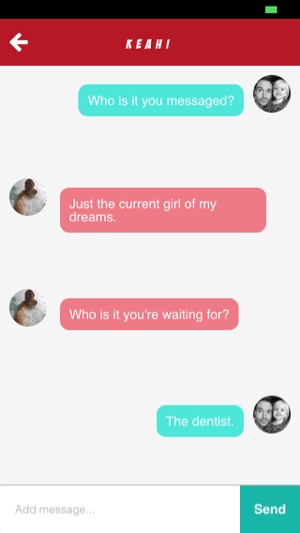 KEAHI
Who is it you messaged?
Just the current girl of my
dreams.
Who is it you're waiting for?
The dentist.
Add message...
Send